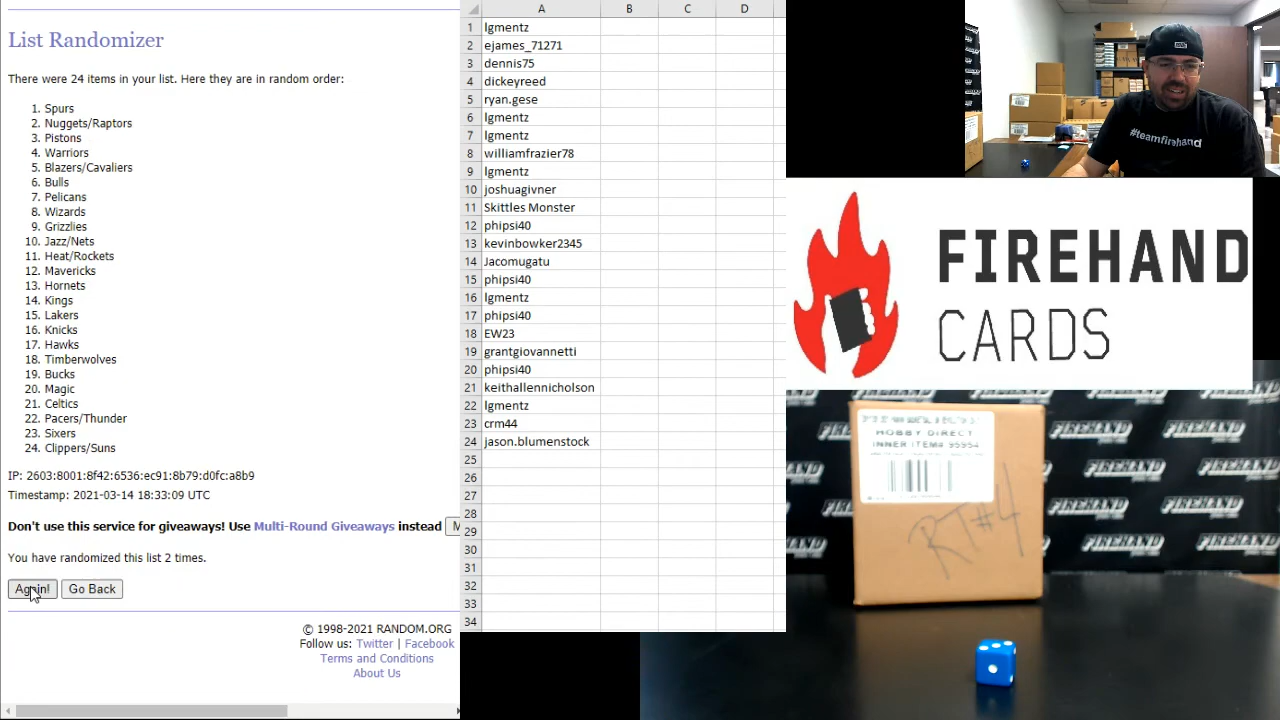 List Randomizer
There were 24 items in your list. Here they are in random order:
1. Spurs
2. Nuggets/Raptors
3. Pistons
4. Warriors
5. Blazers/Cavaliers
6. Bulls
7. Pelicans
8. Wizards
9. Grizzlies
10. Jazz/Nets
11. Heat/Rockets
12. Mavericks
13. Hornets
14. Kings
15. Lakers
16. Knicks
17. Hawks
18. Timberwolves
19. Bucks
20. Magic
21. Celtics
22. Pacers/Thunder
23. Sixers
24. Clippers/Suns
IP: 2603:8001:8f42:6536:ec91:8b79:d0fc:a8b9
Timestamp: 2021-03-14 18:33:09 UTC
Don't use this service for giveaways! Use Multi-Round Giveaways instead M
You have randomized this list 2 times.
Again! Go Back
© 1998-2021 RANDOM.ORG
Follow us: Twitter | Facebook
Terms and Conditions
About Us
A B C D
1 lgmentz
2 ejames_71271
3 dennis75
4 dickeyreed
5 ryan.gese
6 lgmentz
7 lgmentz
8 williamfrazier78
9 lgmentz
10 joshuagivner
11 Skittles Monster
12 phipsi40
13 kevinbowker2345
14 Jacomugatu
15 phipsi40
16 lgmentz
17 phipsi40
18 EW23
19 grantgiovannetti
20 phipsi40
21 keithallennicholson
22 lgmentz
23 crm44
24 jason.blumenstock
25
26
27
28
29
30
31
32
33
34
#teamfirehand
FIREHAND
CARDS
HOBBY DIRECT
INNER ITEM# 95954
RT#4
FIREHAND
FIREHAND
FIREHAND
FIREHAND